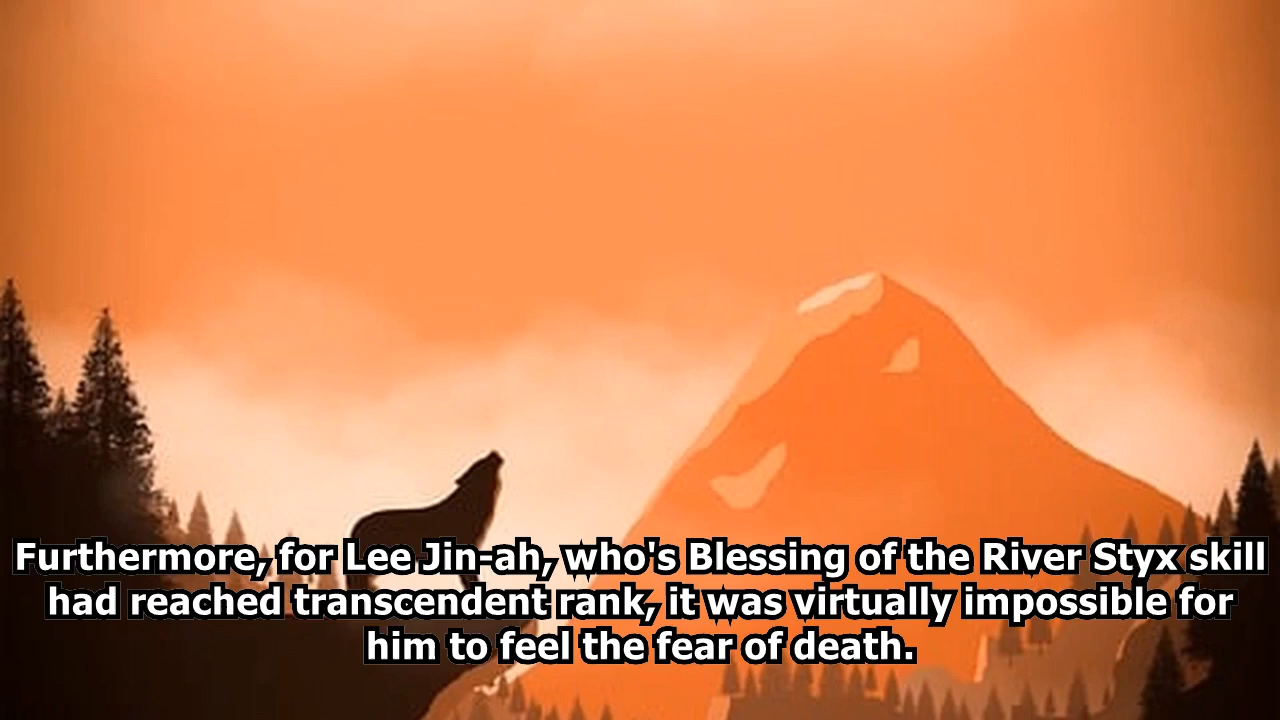 Furthermore, for Lee Jin-ah, who's Blessing of the River Styx skill
had reached transcendent rank, it was virtually impossible for
him to feel the fear of death.